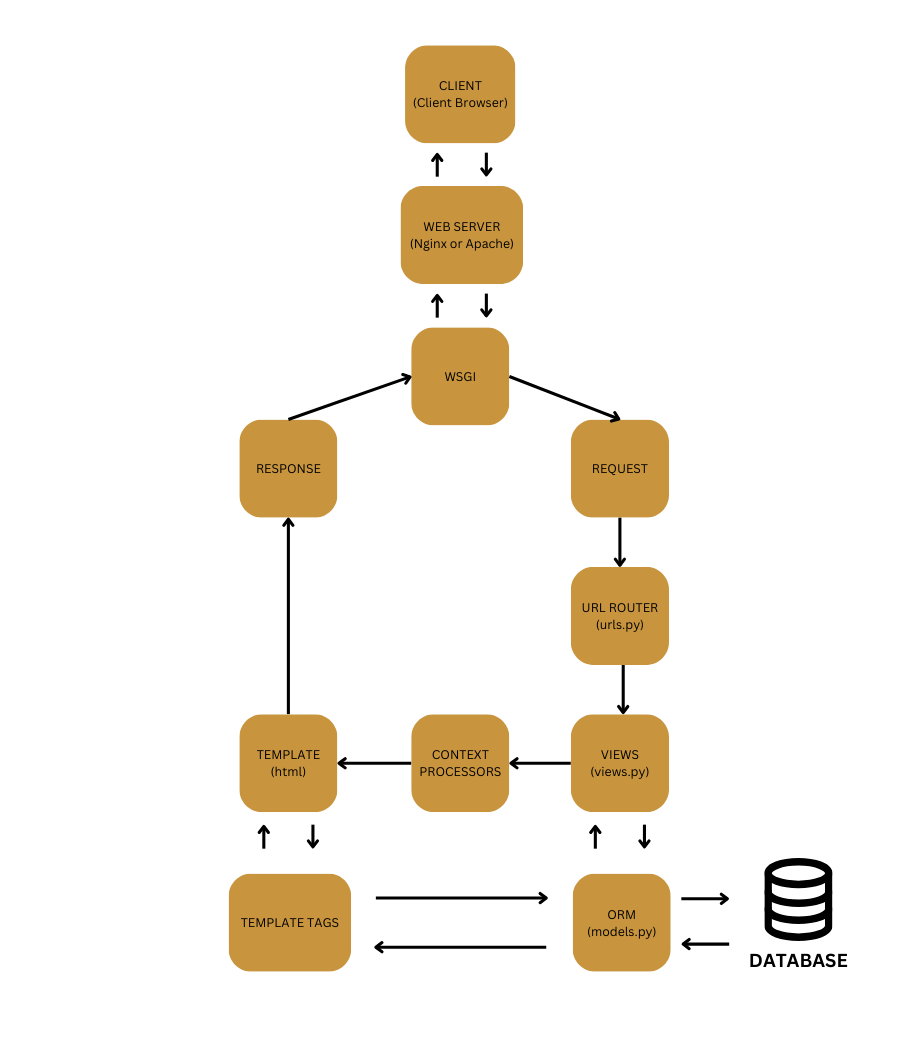 CLIENT
(Client Browser)
WEB SERVER
(Nginx or Apache)
WSGI
RESPONSE
REQUEST
URL ROUTER
(urls.py)
TEMPLATE
(html)
CONTEXT
PROCESSORS
VIEWS
(views.py)
TEMPLATE TAGS
ORM
(models.py)
DATABASE